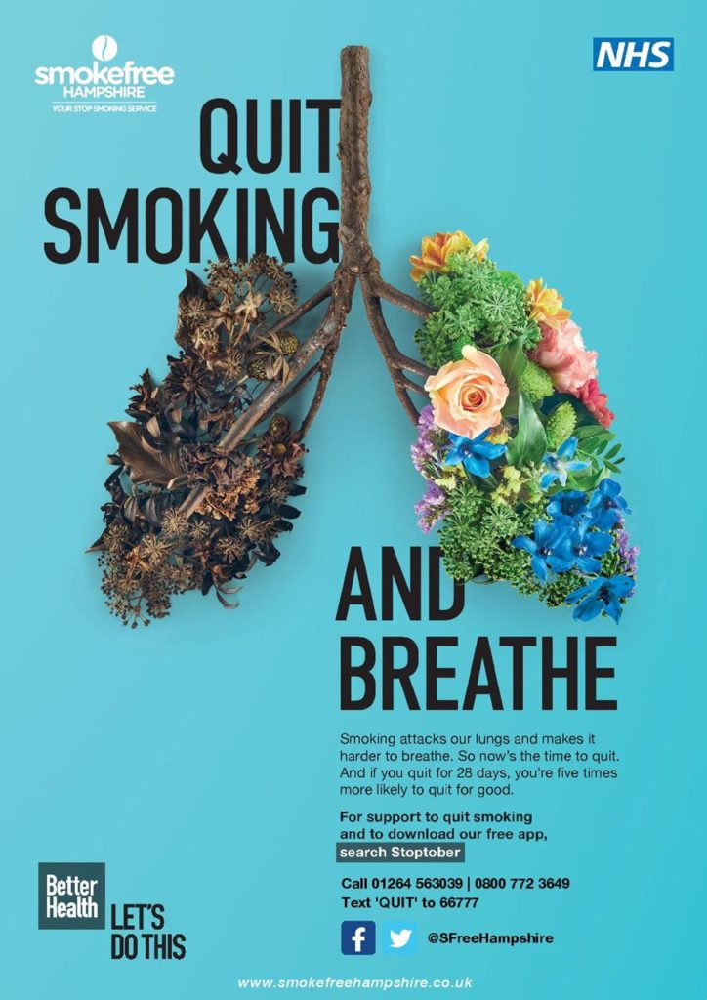 smokefree
HAMPSHIRE
YOUR STOP SMOKING SERVICE
NHS
QUIT
SMOKING
AND
BREATHE
Smoking attacks our lungs and makes it
harder to breathe. So now's the time to quit.
And if you quit for 28 days, you're five times
more likely to quit for good.
For support to quit smoking
and to download our free app,
search Stoptober
Call 01264 563039 | 0800 772 3649
Text 'QUIT' to 66777
@SFreeHampshire
Better
Health
LET'S
DO THIS
www.smokefreehampshire.co.uk